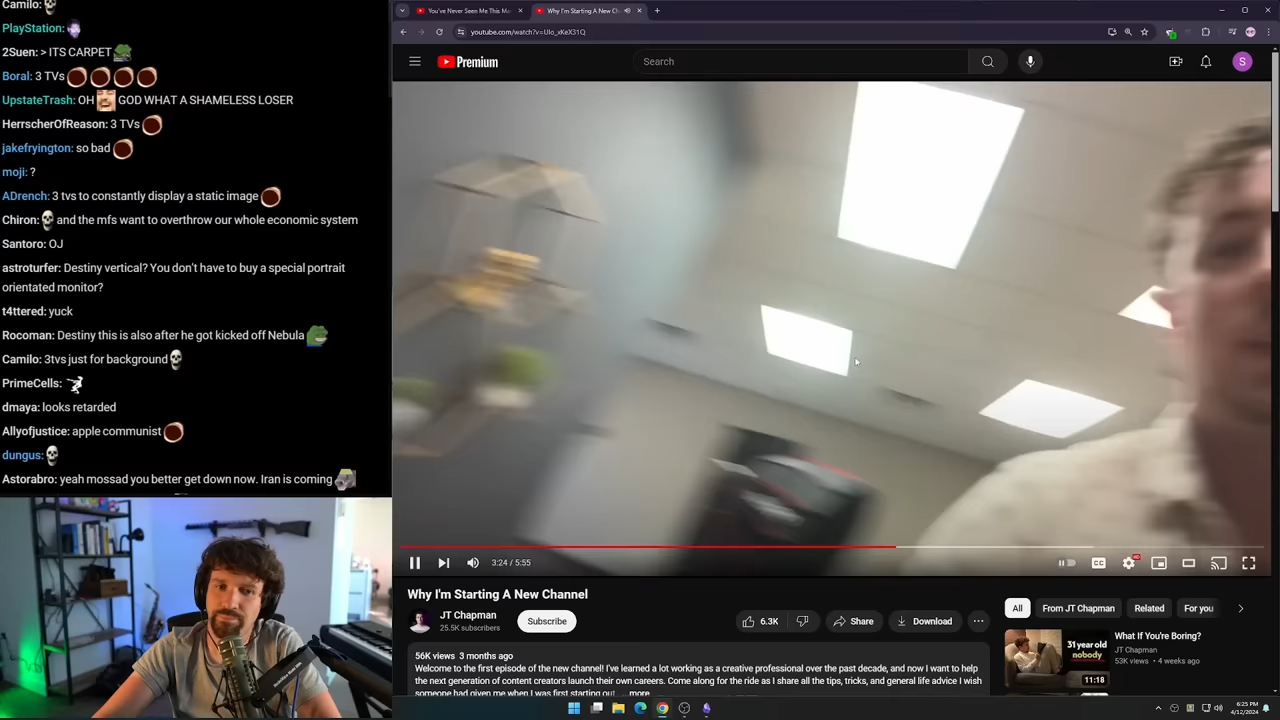 Camilo:
PlayStation:
2Suen: > ITS CARPET
Boral: 3 TVs
UpstateTrash: OH GOD WHAT A SHAMELESS LOSER
HerrscherOfReason: 3 TVs
jakefryington: so bad
moji: ?
ADrench: 3 tvs to constantly display a static image
Chiron: and the mfs want to overthrow our whole economic system
Santoro: OJ
astroturfer: Destiny vertical? You don't have to buy a special portrait
orientated monitor?
t4ttered: yuck
Rocoman: Destiny this is also after he got kicked off Nebula
Camilo: 3tvs just for background
PrimeCells:
dmaya: looks retarded
Allyofjustice: apple communist
dungus:
Astorabro: yeah mossad you better get down now. Iran is coming
You've Never Seen Me This M
Why I'm Starting A New Ch
youtube.com/watch?v=UIo_xKeX31Q
Premium
Search
S
3:24 / 5:55
CC
HD
Why I'm Starting A New Channel
JT Chapman
25.5K subscribers
Subscribe
6.3K
Share
Download
56K views 3 months ago
Welcome to the first episode of the new channel! I've learned a lot working as a creative professional over the past decade, and now I want to help
the next generation of content creators launch their own careers. Come along for the ride as I share all the tips, tricks, and general life advice I wish
someone had given me when I was first starting out ...more
All
From JT Chapman
Related
For you
31 year old
nobody
11:18
What If You're Boring?
JT Chapman
53K views • 4 weeks ago
6:25 PM
4/12/2024